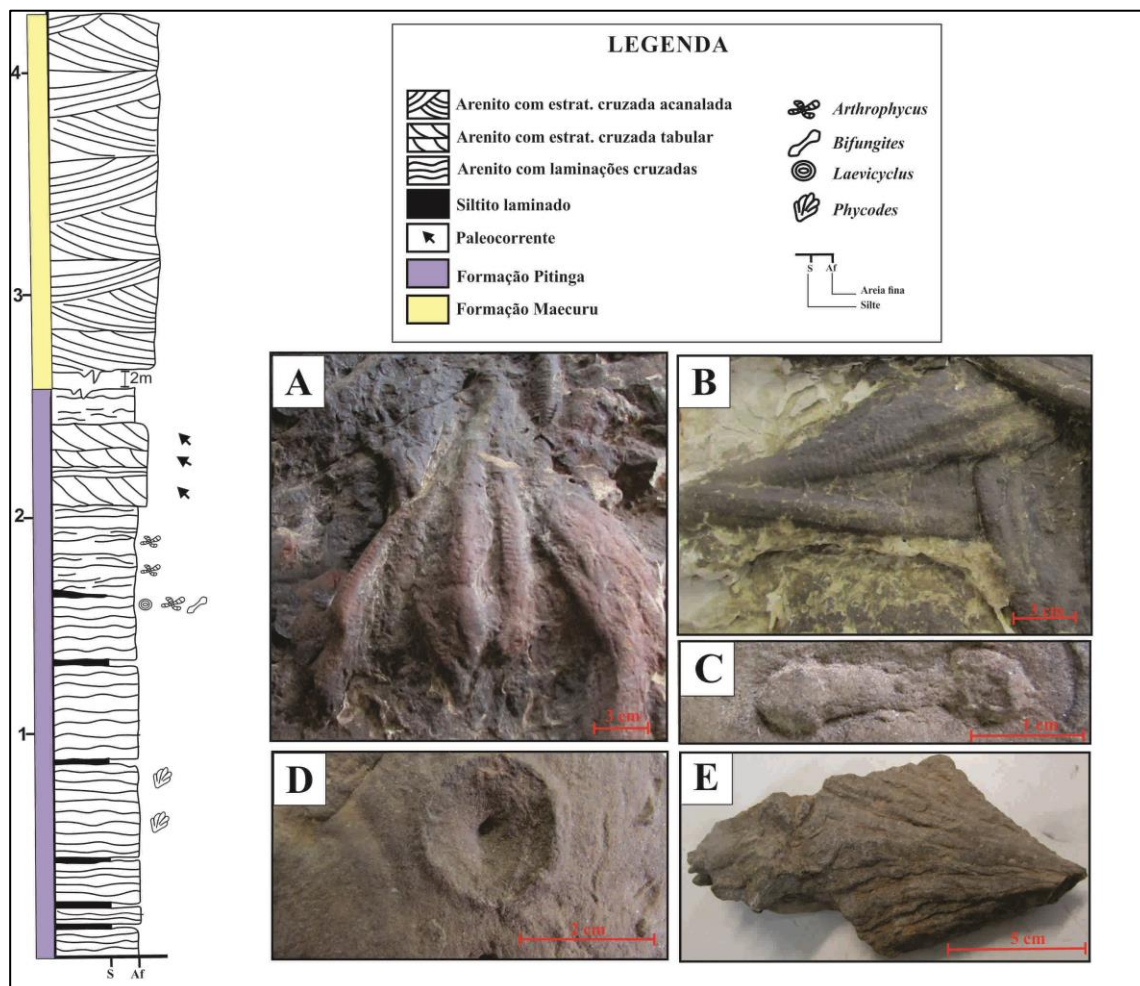 LEGENDA
Arenito com estrat. cruzada acanalada
Arenito com estrat. cruzada tabular
Arenito com laminações cruzadas
Siltito laminado
Paleocorrente
Formação Pitinga
Formação Maecuru
Arthrophycus
Bifungites
Laevicyclus
Phycodes
S Af
Areia fina
Silte
4
3
2m
2
1
S Af
A
3 cm
B
3 cm
C
1 cm
D
2 cm
E
5 cm